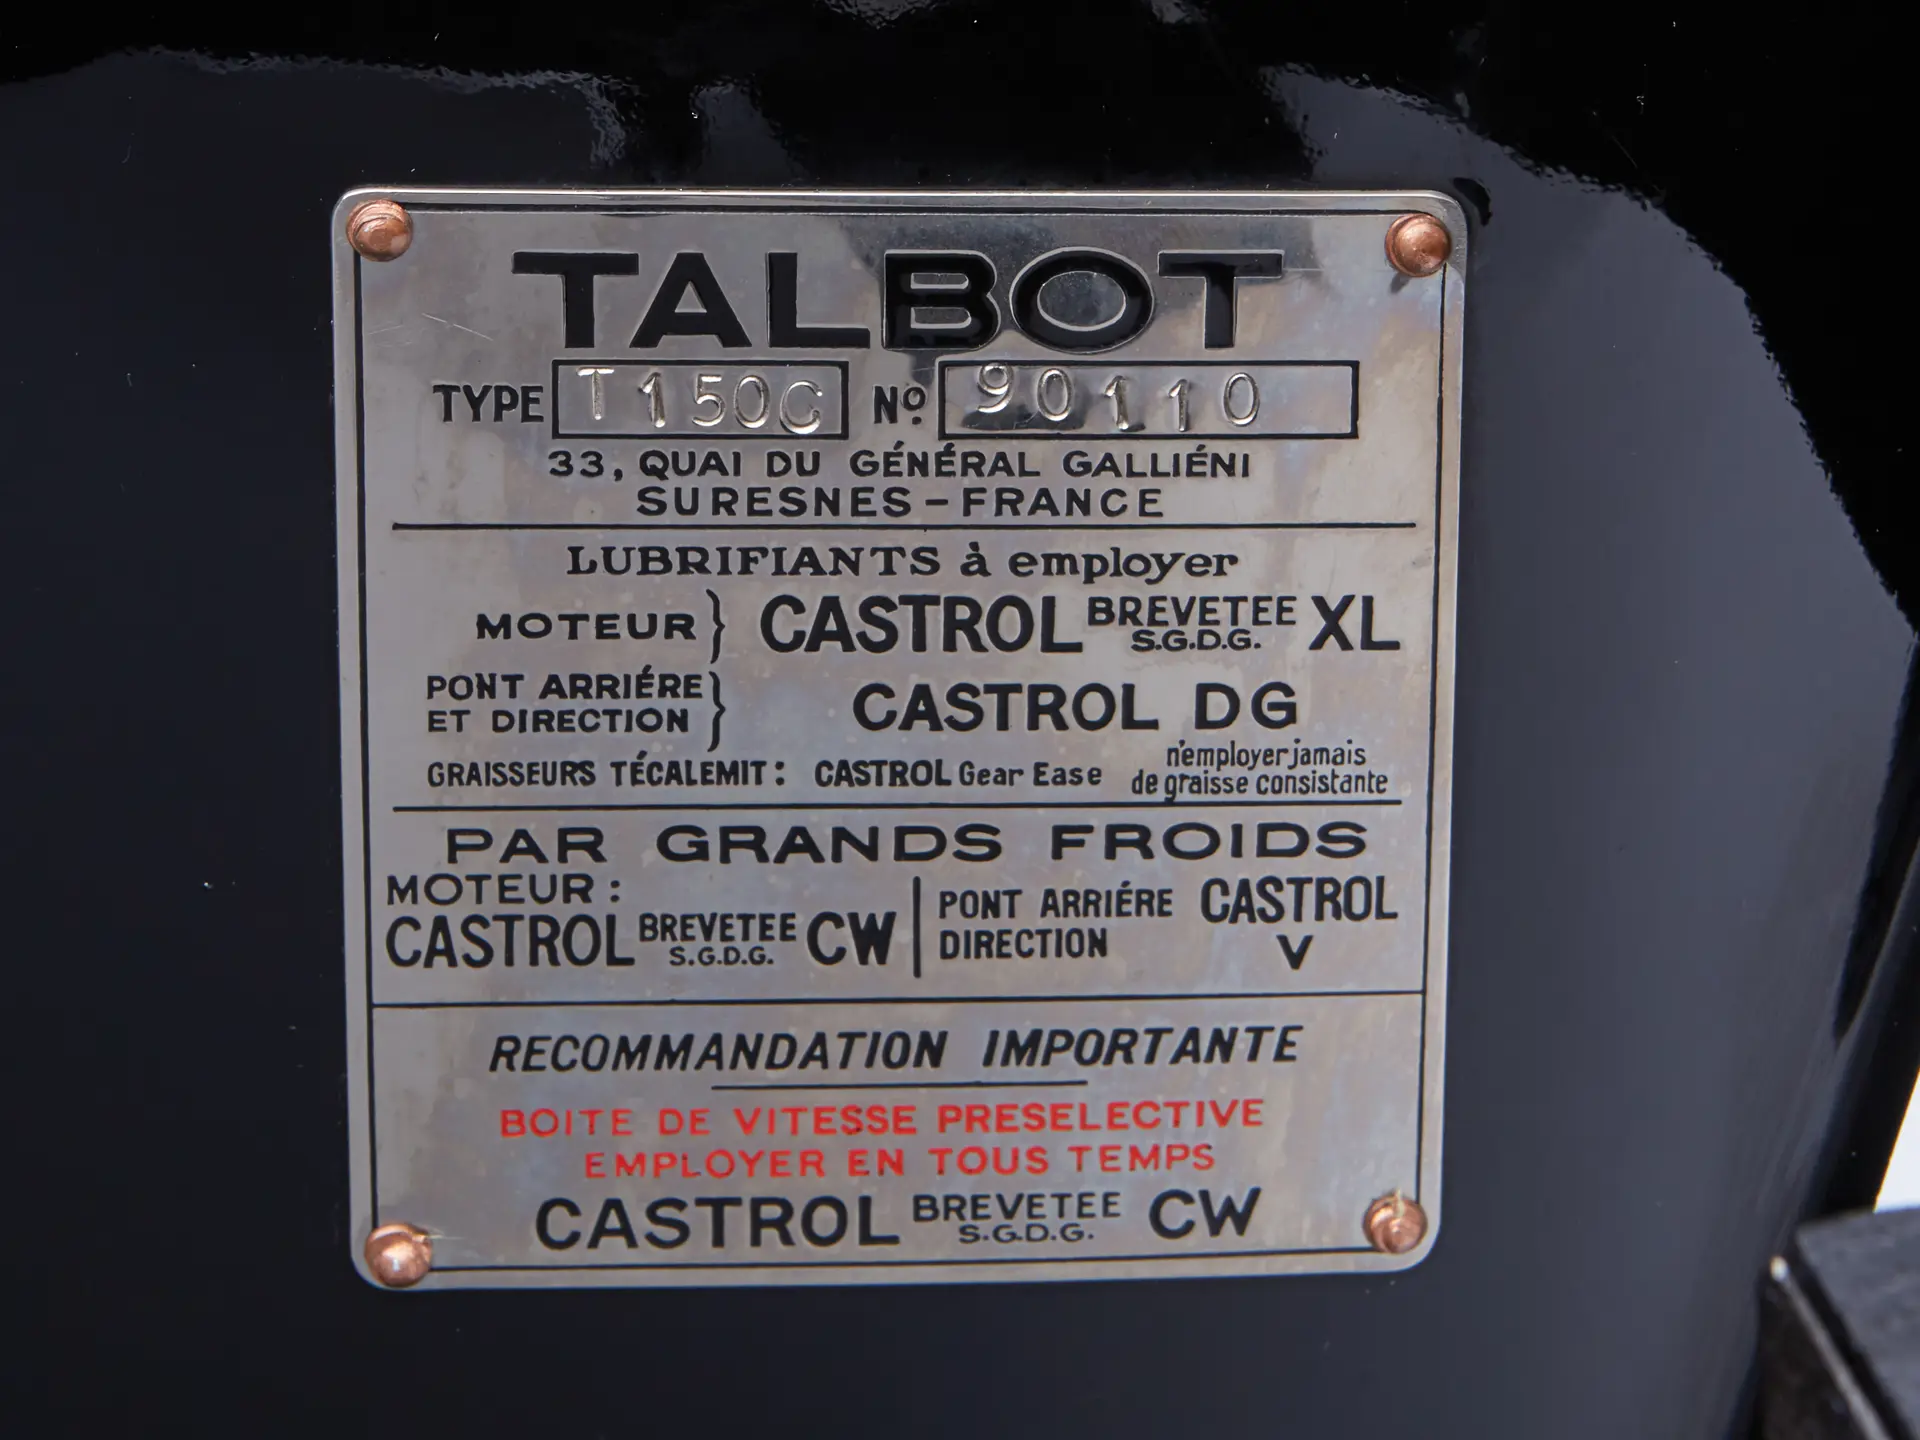 TALBOT
TYPE T150C Nº 90110
33, QUAI DU GÉNÉRAL GALLIÉNI
SURESNES-FRANCE
LUBRIFIANTS à employer
MOTEUR } CASTROL BREVETEE S.G.D.G. XL
PONT ARRIÉRE ET DIRECTION } CASTROL DG
GRAISSEURS TÉCALEMIT: CASTROL Gear Ease n'employer jamais de graisse consistante
PAR GRANDS FROIDS
MOTEUR:
CASTROL BREVETEE S.G.D.G. CW
PONT ARRIÉRE DIRECTION CASTROL V
RECOMMANDATION IMPORTANTE
BOITE DE VITESSE PRESELECTIVE
EMPLOYER EN TOUS TEMPS
CASTROL BREVETEE S.G.D.G. CW